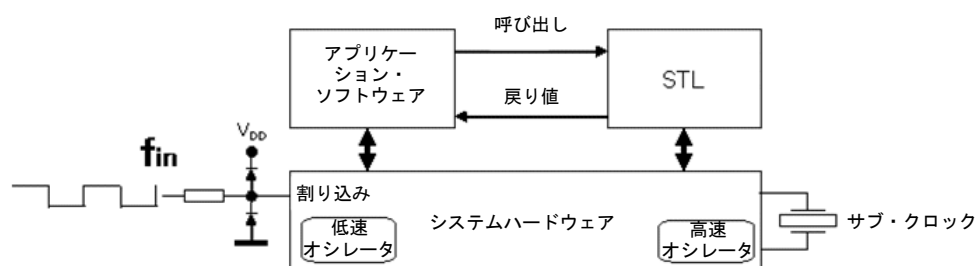 アプリケー
ション・
ソフトウェア
呼び出し
戻り値
STL
VDD
fin
割り込み
低速
オシレータ
システムハードウェア
高速
オシレータ
サブ・クロック